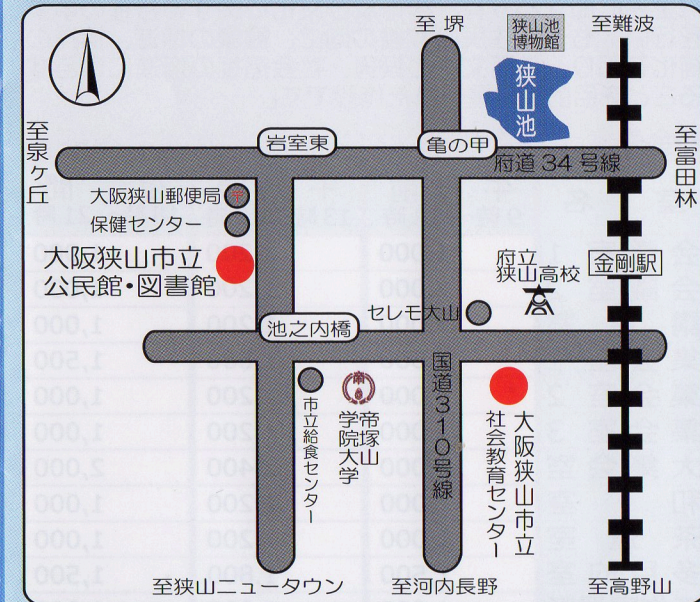 至 堺
狭山池
博物館
至難波
狭山池
至泉ヶ丘
岩室東
亀の甲
府道 34 号線
至富田林
大阪狭山郵便局
〒
保健センター
大阪狭山市立
公民館・図書館
府立
狭山高校
金剛駅
セレモ大山
池之内橋
国道310号線
市立給食センター
帝
帝塚山
学院大学
大阪狭山市立
社会教育センター
至狭山ニュータウン
至河内長野
至高野山